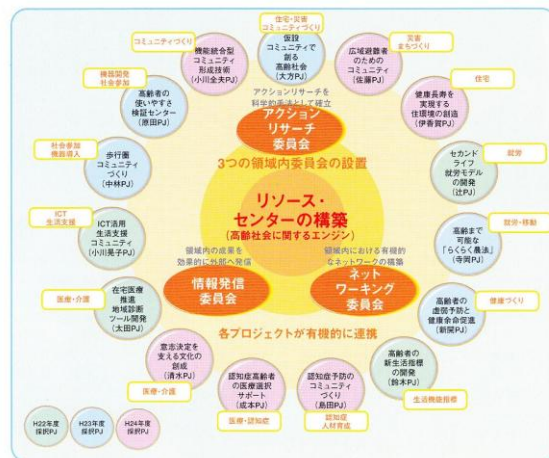 コミュニティづくり
機能統合型
コミュニティ
形成技術
(小川全夫PJ)
住宅・災害
コミュニティづくり
仮設
コミュニティで
創る
高齢社会
(大方PJ)
災害
まちづくり
広域避難者
のための
コミュニティ
(佐藤PJ)
機器開発
社会参加
高齢者の
使いやすさ
検証センター
(原田PJ)
住宅
健康長寿を
実現する
住環境の創造
(伊香賀PJ)
アクションリサーチを
科学的手法として確立
アクション
リサーチ
委員会
3つの領域内委員会の設置
社会参加
機器導入
歩行圏
コミュニティ
づくり
(中林PJ)
就労
セカンド
ライフ
就労モデル
の開発
(辻PJ)
リソース・
センターの構築
(高齢社会に関するエンジン)
ICT
生活支援
ICT活用
生活支援
コミュニティ
(小川晃子PJ)
就労・移動
高齢まで
可能な
「らくらく農法」
(寺岡PJ)
領域内の成果を
効果的に外部へ発信
情報発信
委員会
領域内における有機的
なネットワークの構築
ネット
ワーキング
委員会
医療・介護
在宅医療
推進
地域診断
ツール開発
(太田PJ)
健康づくり
高齢者の
虚弱予防と
健康余命促進
(新開PJ)
各プロジェクトが有機的に連携
意志決定を
支える文化の
創成
(清水PJ)
医療・介護
認知症高齢者
の医療選択
サポート
(成本PJ)
医療・認知症
認知症予防の
コミュニティ
づくり
(島田PJ)
認知症
人材育成
高齢者の
新生活指標
の開発
(鈴木PJ)
生活機能指標
H22年度
採択PJ
H23年度
採択PJ
H24年度
採択PJ